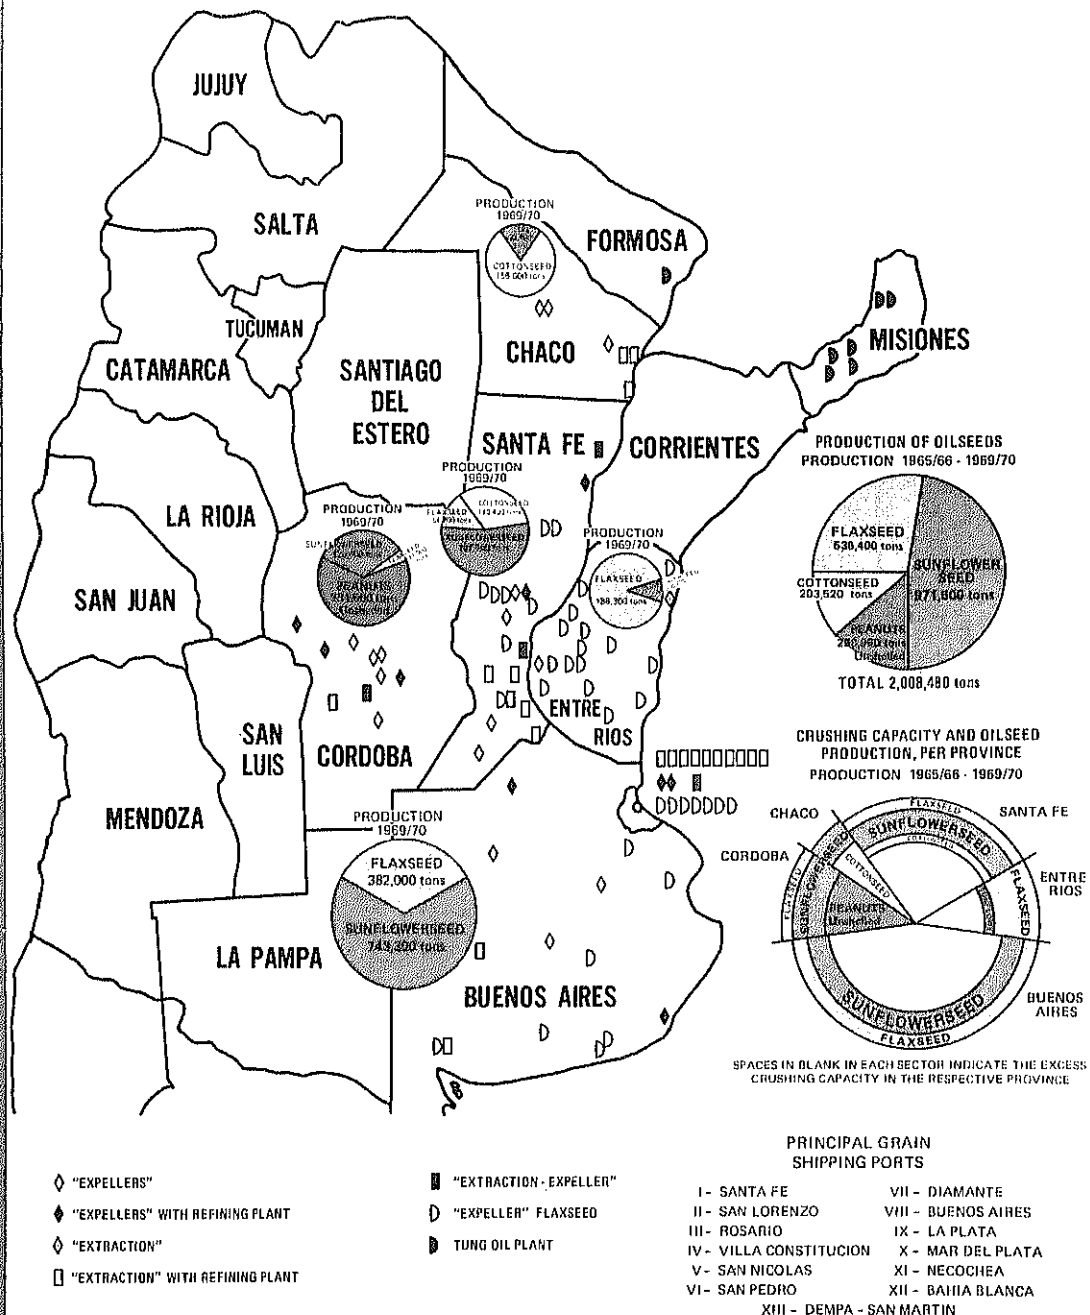 JUJUY
SALTA
PRODUCTION
1969/70
COTTONSEED
FORMOSA
TUCUMAN
CATAMARCA
CHACO
MISIONES
SANTIAGO
DEL
ESTERO
SANTA FE
CORRIENTES
PRODUCTION OF OILSEEDS
PRODUCTION 1965/66 - 1969/70
FLAXSEED
SUNFLOWER
SEED
971,600 tons
COTTONSEED
203,520 tons
PEANUTS
Unshelled
TOTAL 2,008,480 tons
LA RIOJA
PRODUCTION
1969/70
SUNFLOWERSEED
PEANUTS
PRODUCTION
1969/70
FLAXSEED
COTTONSEED
SUNFLOWERSEED
PRODUCTION
1969/70
FLAXSEED
SAN JUAN
ENTRE
RIOS
SAN
LUIS
CORDOBA
MENDOZA
CRUSHING CAPACITY AND OILSEED
PRODUCTION, PER PROVINCE
PRODUCTION 1965/66 - 1969/70
CHACO
SANTA FE
CORDOBA
ENTRE
RIOS
BUENOS
AIRES
FLAXSEED
SUNFLOWERSEED
COTTONSEED
FLAXSEED
SUNFLOWERSEED
PEANUTS
Unshelled
COTTONSEED
FLAXSEED
SUNFLOWERSEED
FLAXSEED
SPACES IN BLANK IN EACH SECTOR INDICATE THE EXCESS
CRUSHING CAPACITY IN THE RESPECTIVE PROVINCE
PRODUCTION
1969/70
FLAXSEED
382,000 tons
SUNFLOWERSEED
743,300 tons
LA PAMPA
BUENOS AIRES
"EXPELLERS"
"EXPELLERS" WITH REFINING PLANT
"EXTRACTION"
"EXTRACTION" WITH REFINING PLANT
"EXTRACTION - EXPELLER"
"EXPELLER" FLAXSEED
TUNG OIL PLANT
PRINCIPAL GRAIN
SHIPPING PORTS
I - SANTA FE
II - SAN LORENZO
III - ROSARIO
IV - VILLA CONSTITUCION
V - SAN NICOLAS
VI - SAN PEDRO
VII - DIAMANTE
VIII - BUENOS AIRES
IX - LA PLATA
X - MAR DEL PLATA
XI - NECOCHEA
XII - BAHIA BLANCA
XIII - DEMPA - SAN MARTIN